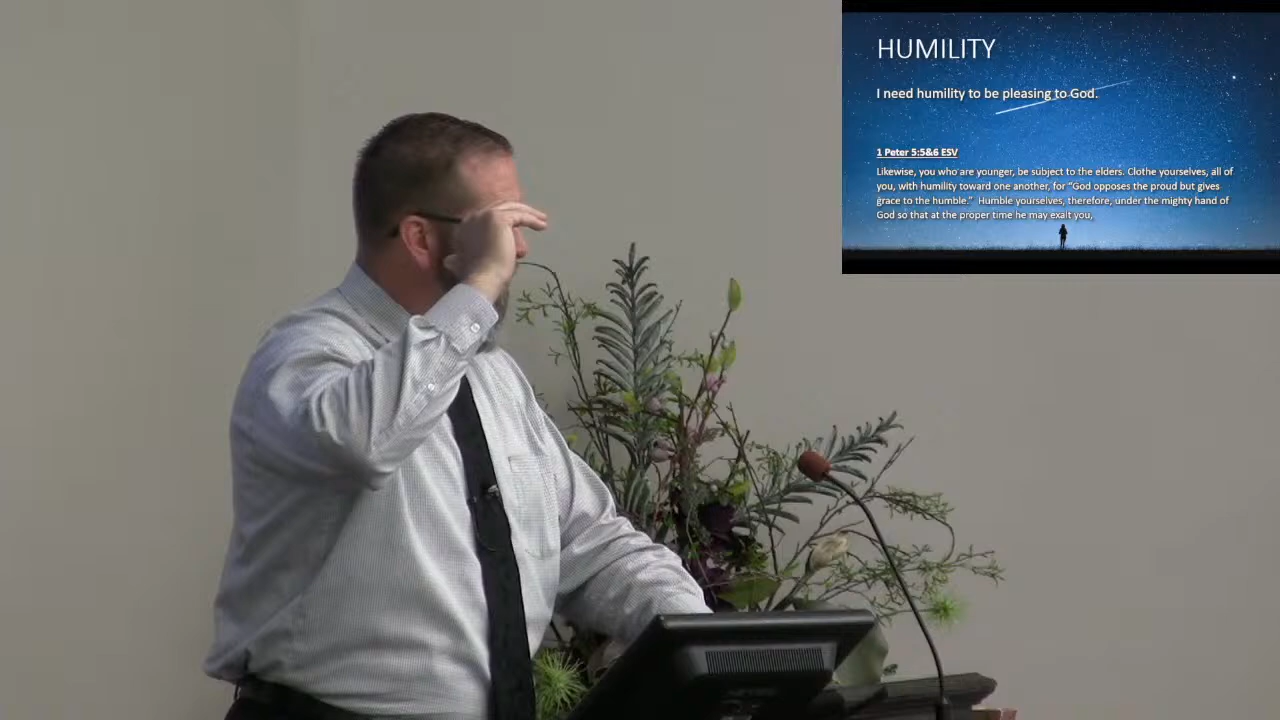 HUMILITY
I need humility to be pleasing to God.
1 Peter 5:5&6 ESV
Likewise, you who are younger, be subject to the elders. Clothe yourselves, all of
you, with humility toward one another, for “God opposes the proud but gives
grace to the humble.”  Humble yourselves, therefore, under the mighty hand of
God so that at the proper time he may exalt you,